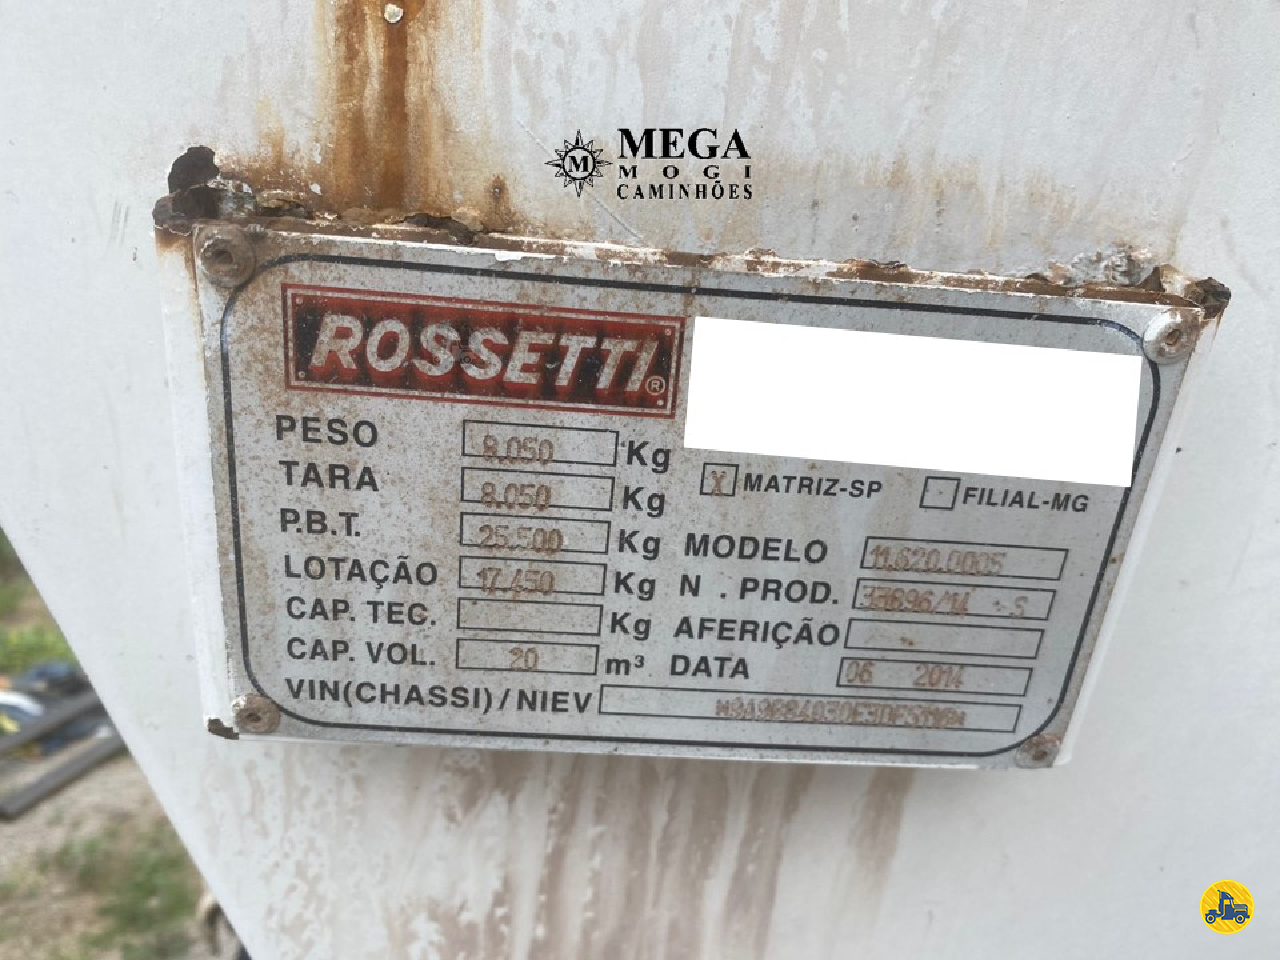 M MEGA
MOGI
CAMINHÕES
ROSSETTI®
PESO 8.050 Kg
TARA 8.050 Kg
P.B.T. 25.500 Kg
LOTAÇÃO 17.450 Kg
CAP. TEC. Kg
CAP. VOL. 20 m³
X MATRIZ-SP FILIAL-MG
MODELO 11.620.0005
N . PROD.
AFERIÇÃO
DATA 06 2014
VIN(CHASSI)/NIEV